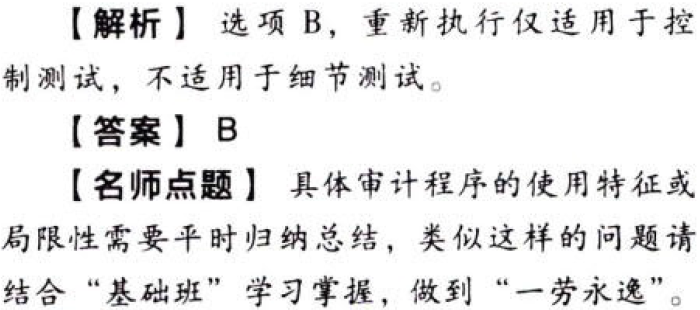 【解析】 选项 B，重新执行仅适用于控
制测试，不适用于细节测试。
【答案】 B
【名师点题】 具体审计程序的使用特征或
局限性需要平时归纳总结，类似这样的问题请
结合“基础班”学习掌握，做到“一劳永逸”。